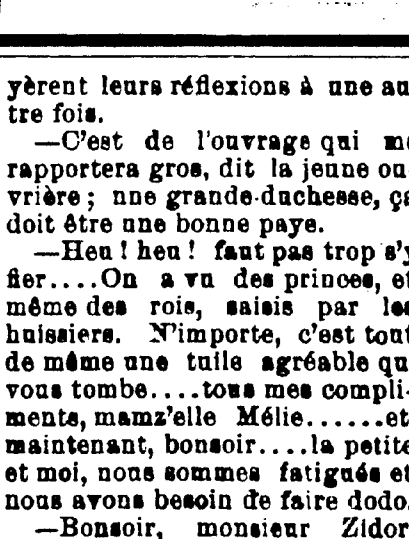 yèrent leurs réflexions à une au
tre fois.
—C'est de l'ouvrage qui me
rapportera gros, dit la jeune ou
vrière ; une grande-duchesse, ça
doit être une bonne paye.
—Heu ! heu ! faut pas trop s'y
fier....On a vu des princes, et
même des rois, saisis par les
huissiers. N'importe, c'est tout
de même une tuile agréable qui
vous tombe....tous mes compli-
ments, mamz'elle Mélie......et
maintenant, bonsoir....la petite
et moi, nous sommes fatigués et
nous avons besoin de faire dodo.
—Bonsoir, monsieur Zidor